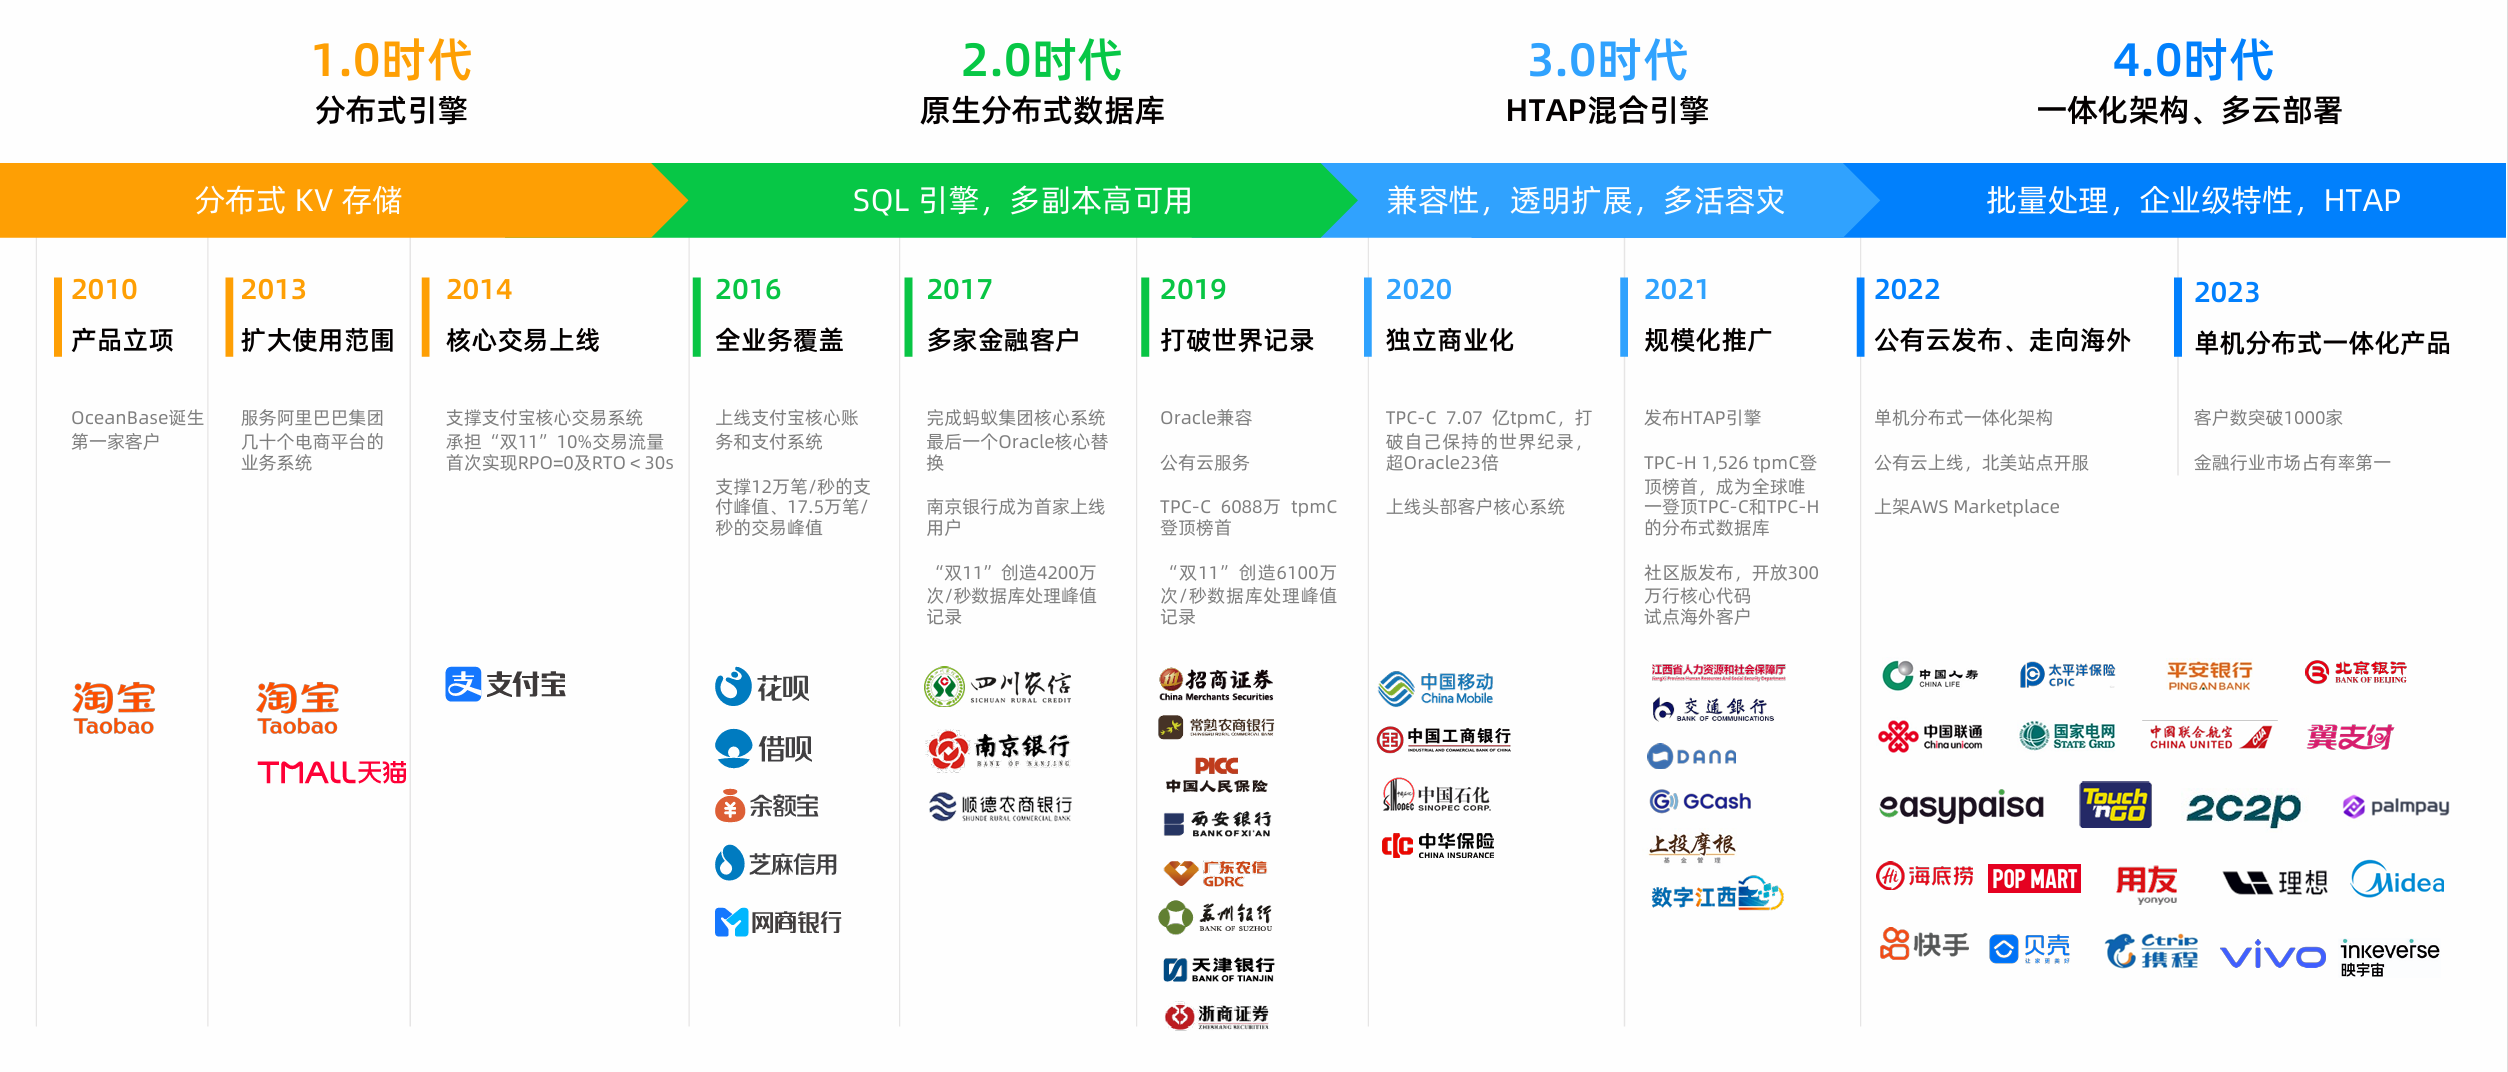 1.0时代
分布式引擎
2.0时代
原生分布式数据库
3.0时代
HTAP混合引擎
4.0时代
一体化架构、多云部署
分布式 KV 存储
SQL 引擎，多副本高可用
兼容性，透明扩展，多活容灾
批量处理，企业级特性，HTAP
2010
产品立项
OceanBase诞生
第一家客户
淘宝
Taobao
2013
扩大使用范围
服务阿里巴巴集团
几十个电商平台的
业务系统
淘宝
Taobao
TMALL天猫
2014
核心交易上线
支撑支付宝核心交易系统
承担“双11”10%交易流量
首次实现RPO=0及RTO＜30s
支付宝
2016
全业务覆盖
上线支付宝核心账
务和支付系统
支撑12万笔/秒的支
付峰值、17.5万笔/
秒的交易峰值
花呗
借呗
余额宝
芝麻信用
网商银行
2017
多家金融客户
完成蚂蚁集团核心系统
最后一个Oracle核心替
换
南京银行成为首家上线
用户
“双11”创造4200万
次/秒数据库处理峰值
记录
四川农信
SICHUAN RURAL CREDIT
南京银行
BANK OF NANJING
顺德农商银行
SHUNDE RURAL COMMERCIAL BANK
2019
打破世界记录
Oracle兼容
公有云服务
TPC-C 6088万 tpmC
登顶榜首
“双11”创造6100万
次/秒数据库处理峰值
记录
招商证券
China Merchants Securities
常熟农商银行
CHANGSHU RURAL COMMERCIAL BANK
PICC
中国人民保险
西安银行
BANK OF XI'AN
广东农信
GDRC
苏州银行
BANK OF SUZHOU
天津银行
BANK OF TIANJIN
浙商证券
ZHESHANG SECURITIES
2020
独立商业化
TPC-C 7.07 亿tpmC，打
破自己保持的世界纪录，
超Oracle23倍
上线头部客户核心系统
中国移动
China Mobile
中国工商银行
INDUSTRIAL AND COMMERCIAL BANK OF CHINA
中国石化
SINOPEC CORP.
中华保险
CHINA INSURANCE
2021
规模化推广
发布HTAP引擎
TPC-H 1,526 tpmC登
顶榜首，成为全球唯
一登顶TPC-C和TPC-H
的分布式数据库
社区版发布，开放300
万行核心代码
试点海外客户
江西省人力资源和社会保障厅
交通銀行
BANK OF COMMUNICATIONS
DANA
GCash
上投摩根
基金管理
数字江西
2022
公有云发布、走向海外
单机分布式一体化架构
公有云上线，北美站点开服
上架AWS Marketplace
2023
单机分布式一体化产品
客户数突破1000家
金融行业市场占有率第一
中国人寿
CHINA LIFE
太平洋保险
CPIC
平安银行
PING AN BANK
北京银行
BANK OF BEIJING
中国联通
China unicom
国家电网
STATE GRID
中国联合航空
CHINA UNITED
CUA
翼支付
easypaisa
Touch
'nGO
2c2p
palmpay
Hi 海底捞
POP MART
用友
yonyou
理想
Midea
快手
贝壳
让家更美好
Ctrip
携程
vivo
inkeverse
映宇宙